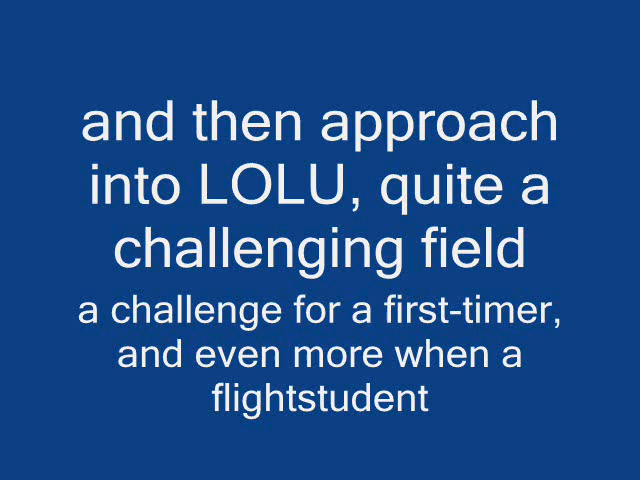 and then approach
into LOLU, quite a
challenging field
a challenge for a first-timer,
and even more when a
flightstudent